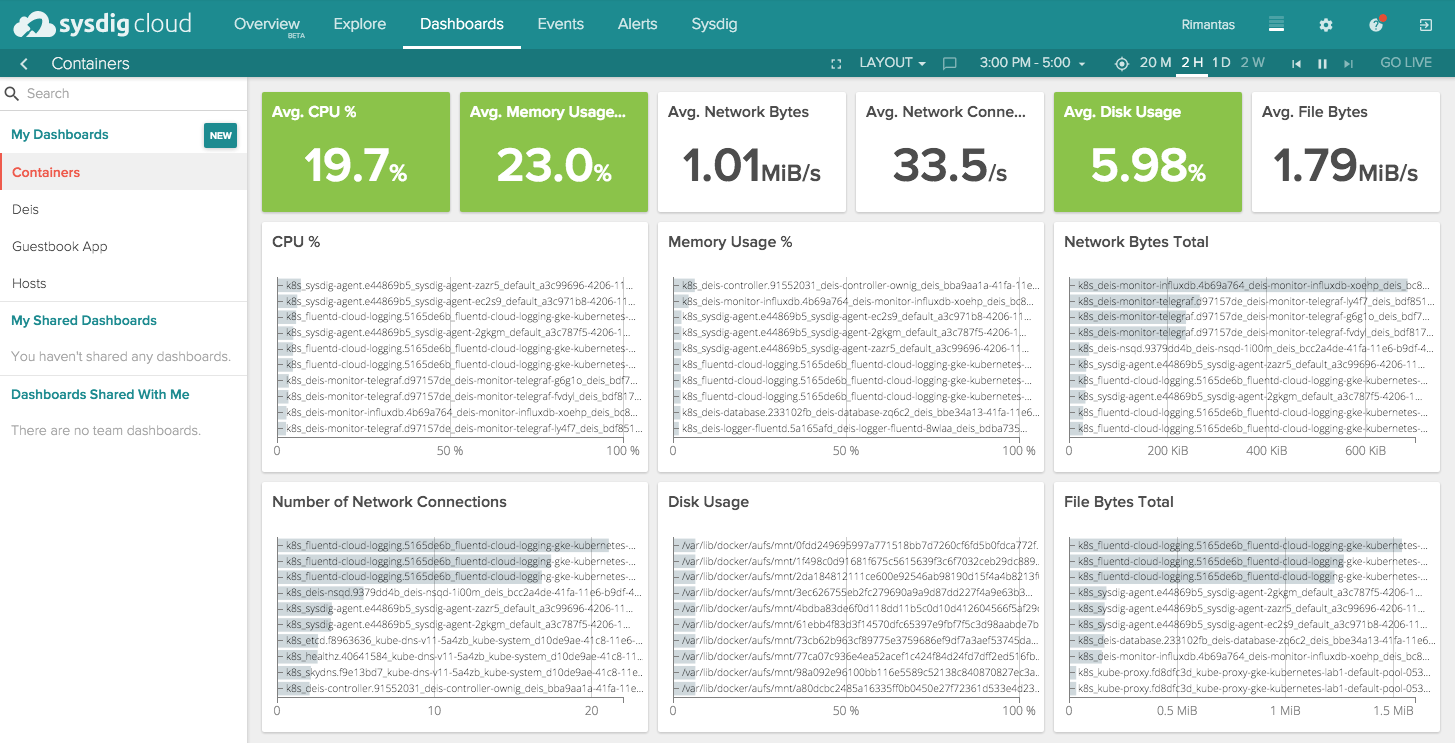 sysdig cloud
Overview
BETA
Explore
Dashboards
Events
Alerts
Sysdig
Rimantas
Containers
LAYOUT
3:00 PM - 5:00
20 M
2 H
1 D
2 W
GO LIVE
Search
My Dashboards
NEW
Containers
Deis
Guestbook App
Hosts
My Shared Dashboards
You haven't shared any dashboards.
Dashboards Shared With Me
There are no team dashboards.
Avg. CPU %
19.7%
Avg. Memory Usage...
23.0%
Avg. Network Bytes
1.01MiB/s
Avg. Network Conne...
33.5/s
Avg. Disk Usage
5.98%
Avg. File Bytes
1.79MiB/s
CPU %
k8s_sysdig-agent.e44869b5_sysdig-agent-zazr5_default_a3c99696-4206-11...
k8s_sysdig-agent.e44869b5_sysdig-agent-ec2s9_default_a3c971b8-4206-11...
k8s_fluentd-cloud-logging.5165de6b_fluentd-cloud-logging-gke-kubernetes-...
k8s_sysdig-agent.e44869b5_sysdig-agent-2gkgm_default_a3c787f5-4206-1...
k8s_fluentd-cloud-logging.5165de6b_fluentd-cloud-logging-gke-kubernetes-...
k8s_fluentd-cloud-logging.5165de6b_fluentd-cloud-logging-gke-kubernetes-...
k8s_deis-monitor-telegraf.d97157de_deis-monitor-telegraf-g6g1o_deis_bdf7...
k8s_deis-monitor-telegraf.d97157de_deis-monitor-telegraf-fvdyl_deis_bdf817...
k8s_deis-monitor-influxdb.4b69a764_deis-monitor-influxdb-xoehp_deis_bc8...
k8s_deis-monitor-telegraf.d97157de_deis-monitor-telegraf-ly4f7_deis_bdf851...
0
50 %
100 %
Memory Usage %
k8s_deis-controller.91552031_deis-controller-ownig_deis_bba9aa1a-41fa-11e...
k8s_deis-monitor-influxdb.4b69a764_deis-monitor-influxdb-xoehp_deis_bc8...
k8s_sysdig-agent.e44869b5_sysdig-agent-ec2s9_default_a3c971b8-4206-11...
k8s_sysdig-agent.e44869b5_sysdig-agent-2gkgm_default_a3c787f5-4206-1...
k8s_sysdig-agent.e44869b5_sysdig-agent-zazr5_default_a3c99696-4206-11...
k8s_fluentd-cloud-logging.5165de6b_fluentd-cloud-logging-gke-kubernetes-...
k8s_fluentd-cloud-logging.5165de6b_fluentd-cloud-logging-gke-kubernetes-...
k8s_fluentd-cloud-logging.5165de6b_fluentd-cloud-logging-gke-kubernetes-...
k8s_deis-database.233102fb_deis-database-zq6c2_deis_bbe34a13-41fa-11e6...
k8s_deis-logger-fluentd.5a165afd_deis-logger-fluentd-8wlaa_deis_bdba735...
0
50 %
100 %
Network Bytes Total
k8s_deis-monitor-influxdb.4b69a764_deis-monitor-influxdb-xoehp_deis_bc8...
k8s_deis-monitor-telegraf.d97157de_deis-monitor-telegraf-ly4f7_deis_bdf851...
k8s_deis-monitor-telegraf.d97157de_deis-monitor-telegraf-g6g1o_deis_bdf7...
k8s_deis-monitor-telegraf.d97157de_deis-monitor-telegraf-fvdyl_deis_bdf817...
k8s_deis-nsqd.9379dd4b_deis-nsqd-1i00m_deis_bcc2a4de-41fa-11e6-b9df-4...
k8s_sysdig-agent.e44869b5_sysdig-agent-zazr5_default_a3c99696-4206-11...
k8s_fluentd-cloud-logging.5165de6b_fluentd-cloud-logging-gke-kubernetes-...
k8s_sysdig-agent.e44869b5_sysdig-agent-2gkgm_default_a3c787f5-4206-1...
k8s_fluentd-cloud-logging.5165de6b_fluentd-cloud-logging-gke-kubernetes-...
k8s_fluentd-cloud-logging.5165de6b_fluentd-cloud-logging-gke-kubernetes-...
0
200 KiB
400 KiB
600 KiB
Number of Network Connections
k8s_fluentd-cloud-logging.5165de6b_fluentd-cloud-logging-gke-kubernetes-...
k8s_fluentd-cloud-logging.5165de6b_fluentd-cloud-logging-gke-kubernetes-...
k8s_fluentd-cloud-logging.5165de6b_fluentd-cloud-logging-gke-kubernetes-...
k8s_deis-nsqd.9379dd4b_deis-nsqd-1i00m_deis_bcc2a4de-41fa-11e6-b9df-4...
k8s_sysdig-agent.e44869b5_sysdig-agent-zazr5_default_a3c99696-4206-11...
k8s_sysdig-agent.e44869b5_sysdig-agent-2gkgm_default_a3c787f5-4206-1...
k8s_etcd.f8963636_kube-dns-v11-5a4zb_kube-system_d10de9ae-41c8-11e6-...
k8s_healthz.40641584_kube-dns-v11-5a4zb_kube-system_d10de9ae-41c8-11...
k8s_skydns.f9e13bd7_kube-dns-v11-5a4zb_kube-system_d10de9ae-41c8-11e...
k8s_deis-controller.91552031_deis-controller-ownig_deis_bba9aa1a-41fa-11e...
0
10
20
Disk Usage
/var/lib/docker/aufs/mnt/0fdd249695997a771518bb7d7260cf6fd5b0fdca772f...
/var/lib/docker/aufs/mnt/1f498c0d91681f675c5615639f3c6f7032ceb29dc889...
/var/lib/docker/aufs/mnt/2da184812111ce600e92546ab98190d15f4a4b8213f
/var/lib/docker/aufs/mnt/3ec626755eb2fc279690a9a9d87dd227f4a9e63b3...
/var/lib/docker/aufs/mnt/4bdba83de6f0d118dd11b5c0d10d412604566f5af29
/var/lib/docker/aufs/mnt/61ebb4f83d3f14570dfc65397e9fbf7f5c3d98aabde7b
/var/lib/docker/aufs/mnt/73cb62b963cf89775e3759686ef9df7a3aef53745da...
/var/lib/docker/aufs/mnt/77ca07c936e4ea52acef1c424f84d24fd7dff2ed516fb...
/var/lib/docker/aufs/mnt/98a092e96100bb116e5589c52138c840870827ec3a...
/var/lib/docker/aufs/mnt/a80dcbc2485a16335ff0b0450e27f72361d533e4d23...
0
50 %
100 %
File Bytes Total
k8s_fluentd-cloud-logging.5165de6b_fluentd-cloud-logging-gke-kubernetes-...
k8s_fluentd-cloud-logging.5165de6b_fluentd-cloud-logging-gke-kubernetes-...
k8s_fluentd-cloud-logging.5165de6b_fluentd-cloud-logging-gke-kubernetes-...
k8s_sysdig-agent.e44869b5_sysdig-agent-2gkgm_default_a3c787f5-4206-1...
k8s_sysdig-agent.e44869b5_sysdig-agent-zazr5_default_a3c99696-4206-11...
k8s_sysdig-agent.e44869b5_sysdig-agent-ec2s9_default_a3c971b8-4206-11...
k8s_deis-database.233102fb_deis-database-zq6c2_deis_bbe34a13-41fa-11e6...
k8s_deis-monitor-influxdb.4b69a764_deis-monitor-influxdb-xoehp_deis_bc8...
k8s_kube-proxy.fd8dfc3d_kube-proxy-gke-kubernetes-lab1-default-pool-053...
k8s_kube-proxy.fd8dfc3d_kube-proxy-gke-kubernetes-lab1-default-pool-053...
0
0.5 MiB
1 MiB
1.5 MiB